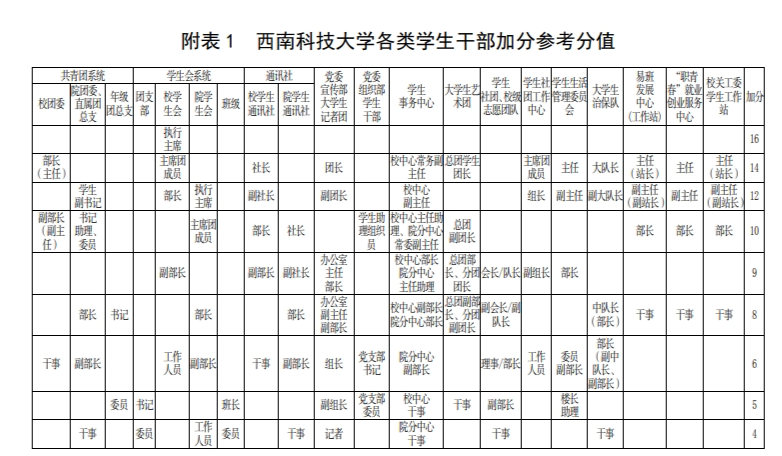 附表1 西南科技大学各类学生干部加分参考分值
共青团系统 学生会系统 通讯社 党委宣传部大学生记者团 党委组织部学生干部 学生事务中心 大学生艺术团 学生社团、校级志愿团队 学生社团工作中心 学生生活管理委员会 大学生治保队 易班发展中心(工作站) “职青春”就业创业服务中心 校关工委学生工作站 加分
校团委 院团委、直属团总支 年级团总支 团支部 校学生会 院学生会 班级 校学生通讯社 院学生通讯社
执行主席 16
部长(主任) 主席团成员 社长 团长 校中心常务副主任 总团学生团长 主席团成员 主任 大队长 主任(站长) 主任 主任(站长) 14
学生副书记 部长 执行主席 副社长 副团长 校中心副主任 组长 副主任 副大队长 副主任(副站长) 副主任 副主任(副站长) 12
副部长(副主任) 书记助理、委员 主席团成员 部长 社长 学生助理组织员 校中心主任助理、院分中心常委副主任 总团副团长 部长 部长 部长 10
副部长 副部长 副社长 办公室主任部长 校中心部长院分中心主任助理 总团部长、分团团长 会长/队长 副组长 部长 9
部长 书记 部长 部长 办公室副主任副部长 校中心副部长院分中心部长 总团副部长、分团副团长 副会长/副队长 中队长(部长) 干事 干事 干事 8
干事 副部长 工作人员 副部长 干事 副部长 组长 党支部书记 院分中心副部长 理事/部长 工作人员 委员副部长 部长(副中队长、副部长) 6
委员 书记 班长 副组长 党支部委员 校中心干事 干事 副部长 楼长助理 5
干事 委员 工作人员 委员 干事 记者 院分中心干事 干事 干事 4